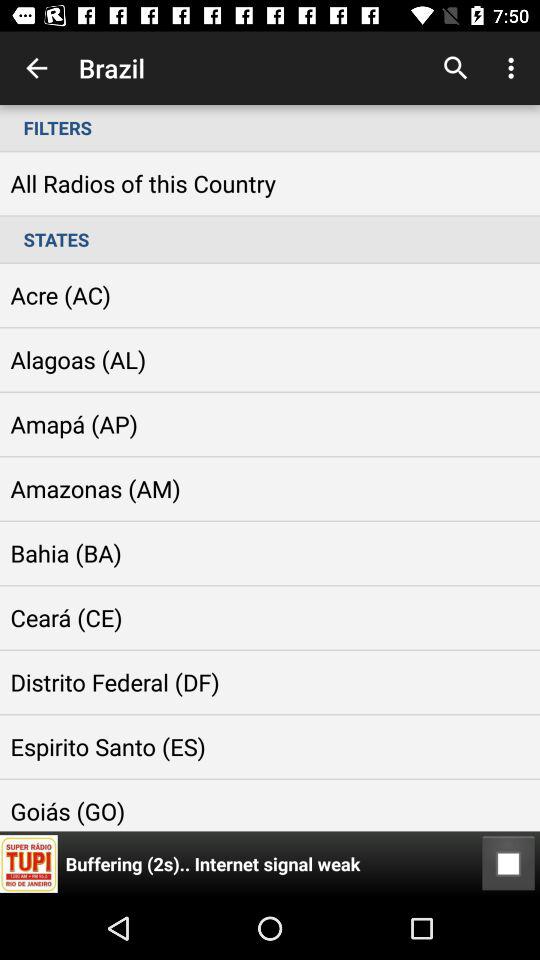 7:50
Brazil
FILTERS
All Radios of this Country
STATES
Acre (AC)
Alagoas (AL)
Amapá (AP)
Amazonas (AM)
Bahia (BA)
Ceará (CE)
Distrito Federal (DF)
Espirito Santo (ES)
Goiás (GO)
SUPER RÁDIO
TUPI
RIO DE JANEIRO
Buffering (2s).. Internet signal weak